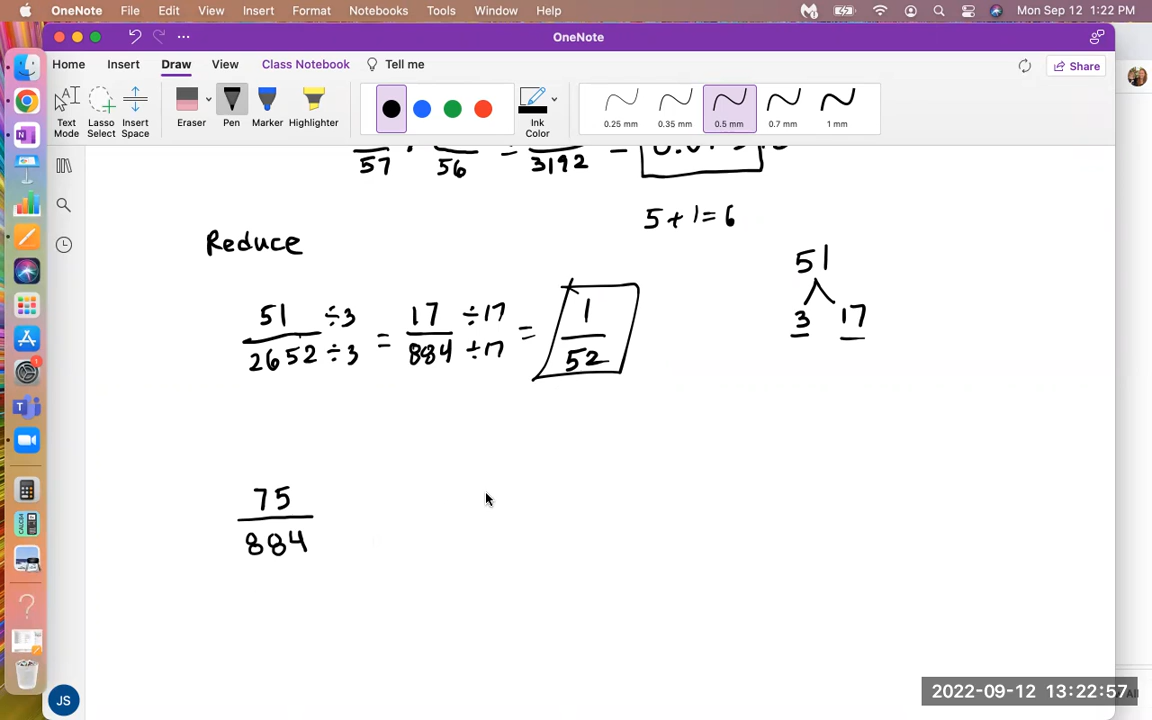 OneNote File Edit Insert Format Notebooks Tools Window Help Mon Sep 12 1:22 PM
OneNote
Home Insert Draw View Class Notebook Tell me Share
Text Mode Lasso Select Insert Space Eraser Pen Marker Highlighter Ink Color 0.25 mm 0.35 mm 0.5 mm 0.7 mm 1 mm
57 · 56 = 3192 =
5 + 1 = 6
Reduce
51
3 17
51 ÷3 = 17 ÷17 = 1
2652 ÷3 884 ÷17 52
75
884
JS
2022-09-12 13:22:57